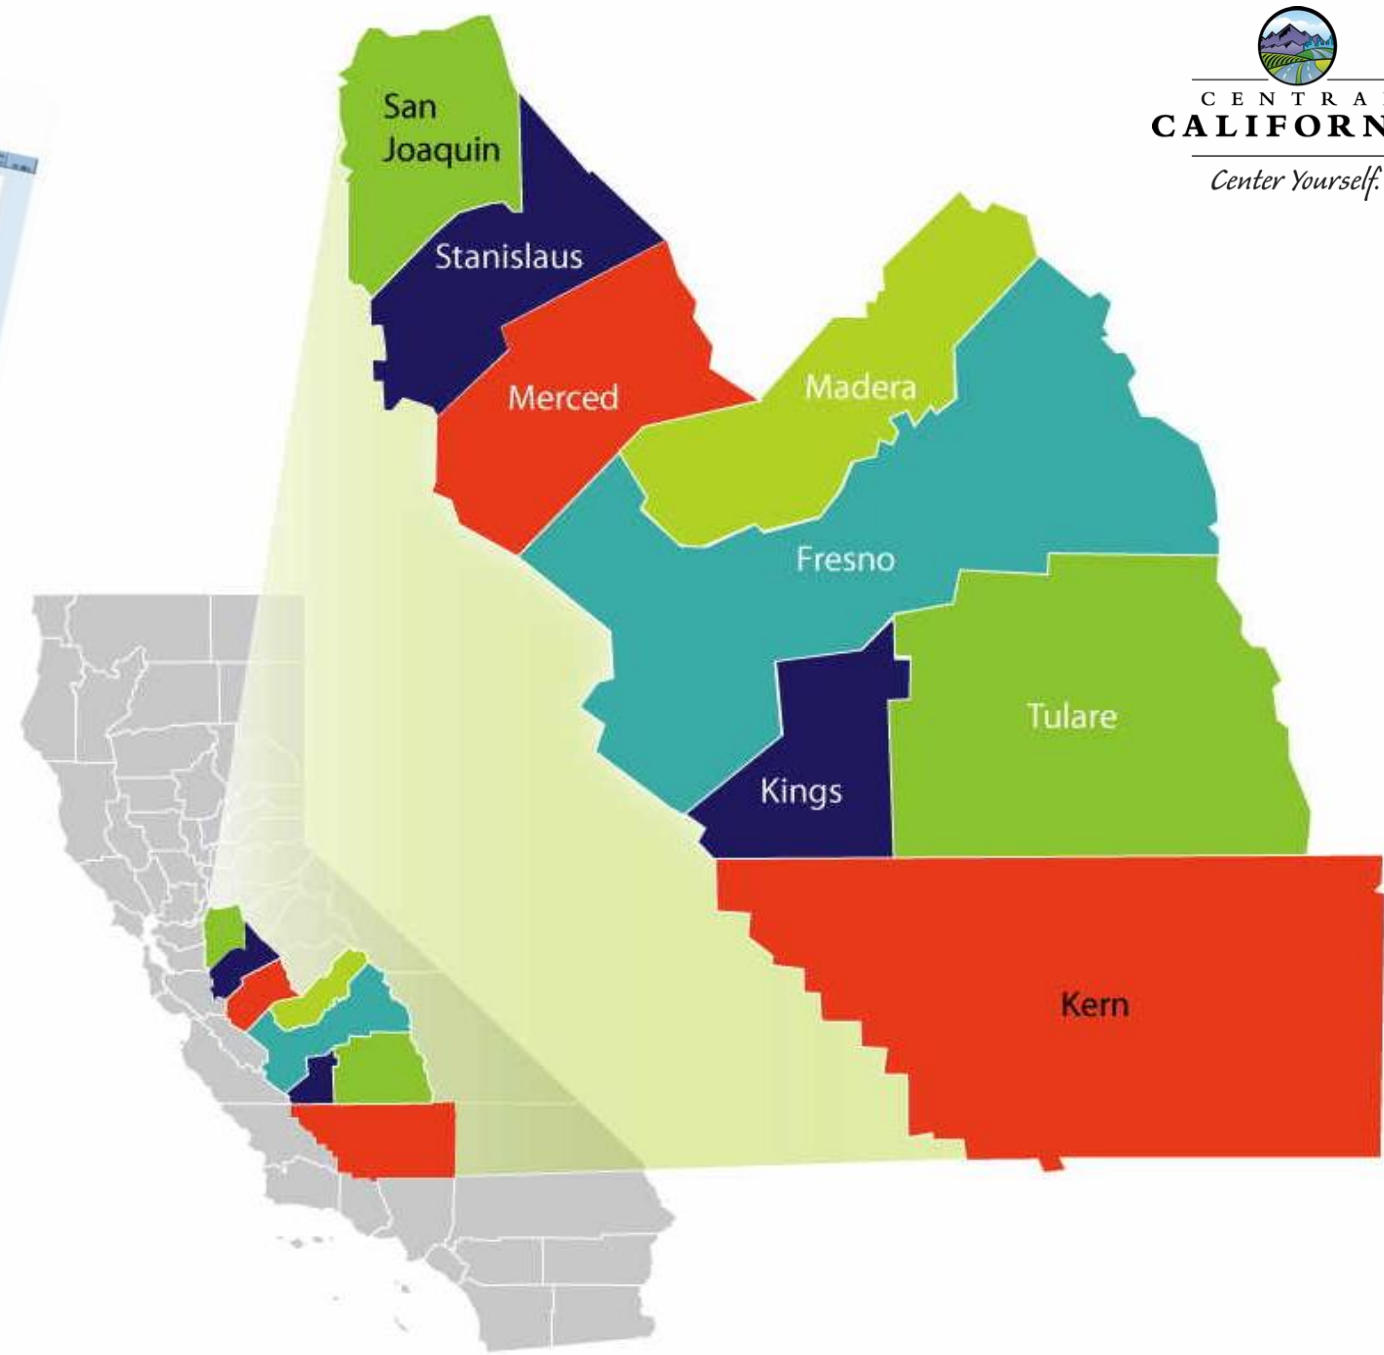 CENTRA
CALIFORN
Center Yourself.
San
Joaquin
Stanislaus
Merced
Madera
Fresno
Tulare
Kings
Kern